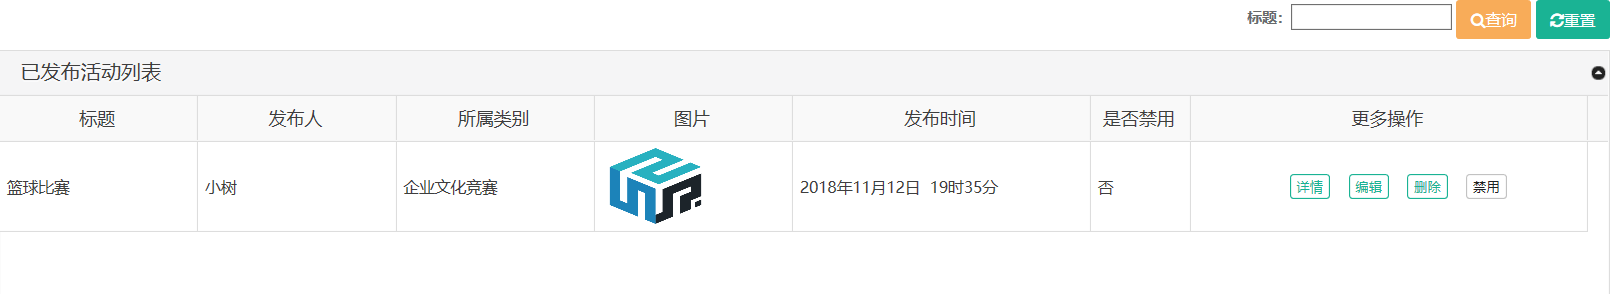 标题: 查询 重置
已发布活动列表
标题 发布人 所属类别 图片 发布时间 是否禁用 更多操作
篮球比赛 小树 企业文化竞赛 2018年11月12日 19时35分 否 详情 编辑 删除 禁用